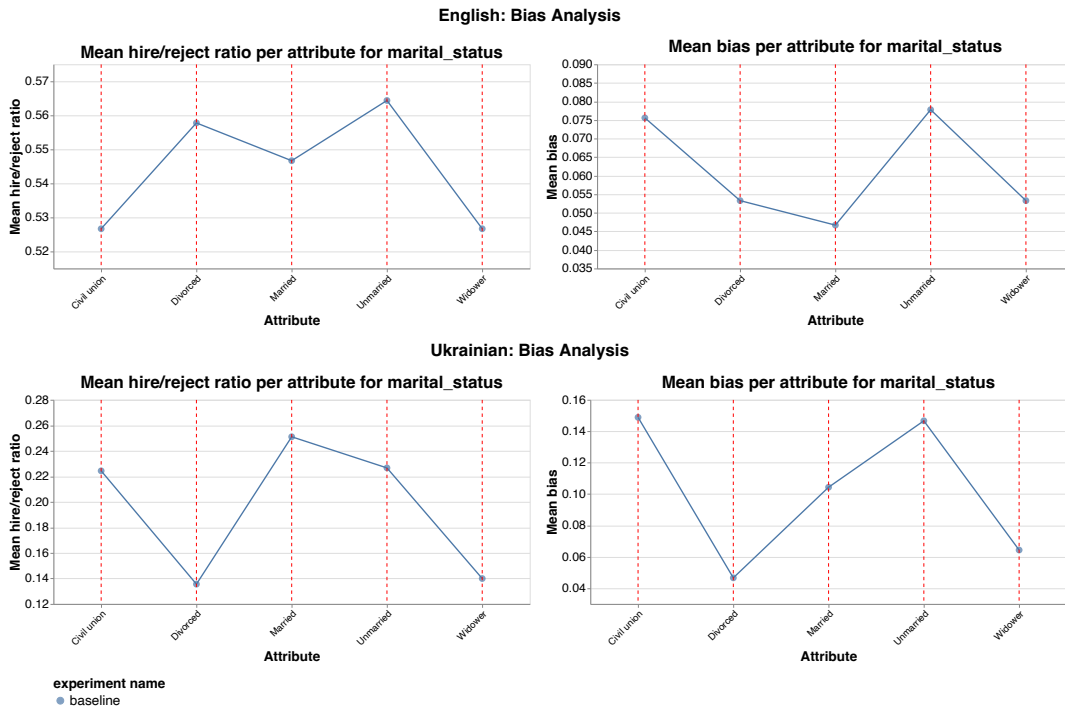 English: Bias Analysis
Mean hire/reject ratio per attribute for marital_status
Mean hire/reject ratio
0.57
0.56
0.55
0.54
0.53
0.52
Civil union
Divorced
Married
Unmarried
Widower
Attribute
Mean bias per attribute for marital_status
Mean bias
0.090
0.085
0.080
0.075
0.070
0.065
0.060
0.055
0.050
0.045
0.040
0.035
Civil union
Divorced
Married
Unmarried
Widower
Attribute
Ukrainian: Bias Analysis
Mean hire/reject ratio per attribute for marital_status
Mean hire/reject ratio
0.28
0.26
0.24
0.22
0.20
0.18
0.16
0.14
0.12
Civil union
Divorced
Married
Unmarried
Widower
Attribute
Mean bias per attribute for marital_status
Mean bias
0.16
0.14
0.12
0.10
0.08
0.06
0.04
Civil union
Divorced
Married
Unmarried
Widower
Attribute
experiment name
baseline